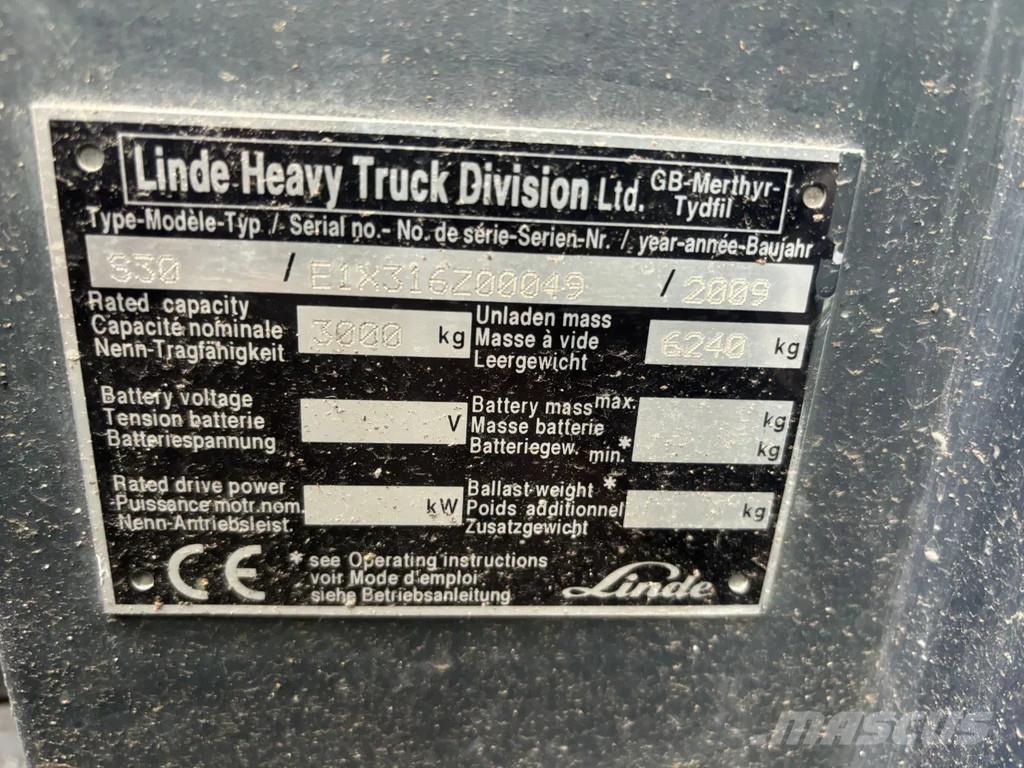 Linde Heavy Truck Division Ltd. GB-Merthyr-
Tydfil
Type-Modèle-Typ / Serial no.- No. de série-Serien-Nr. / year-année-Baujahr
S30 / E1X316Z00049 / 2009
Rated capacity
Capacité nominale
Nenn-Tragfähigkeit
3000 kg
Unladen mass
Masse à vide
Leergewicht
6240 kg
Battery voltage
Tension batterie
Batteriespannung
V
Battery mass max.
Masse batterie
Batteriegew. * min.
kg
kg
Rated drive power
Puissance motr. nom.
Nenn-Antriebsleist.
kW
Ballast weight *
Poids additionnel
Zusatzgewicht
kg
CE
* see Operating instructions
voir Mode d'emploi
siehe Betriebsanleitung
Linde
MASCUS